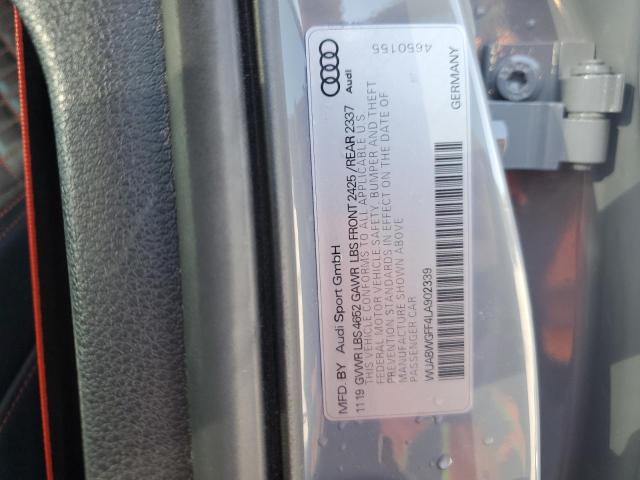 MFD. BY Audi Sport GmbH
11 19 GVWR LBS 4652 GAWR LBS FRONT 2425 / REAR 2337
Audi
THIS VEHICLE CONFORMS TO ALL APPLICABLE U.S.
FEDERAL MOTOR VEHICLE SAFETY, BUMPER AND THEFT
PREVENTION STANDARDS IN EFFECT ON THE DATE OF
MANUFACTURE SHOWN ABOVE
PASSENGER CAR
4650155
WUABWGFF4LA902339
GERMANY